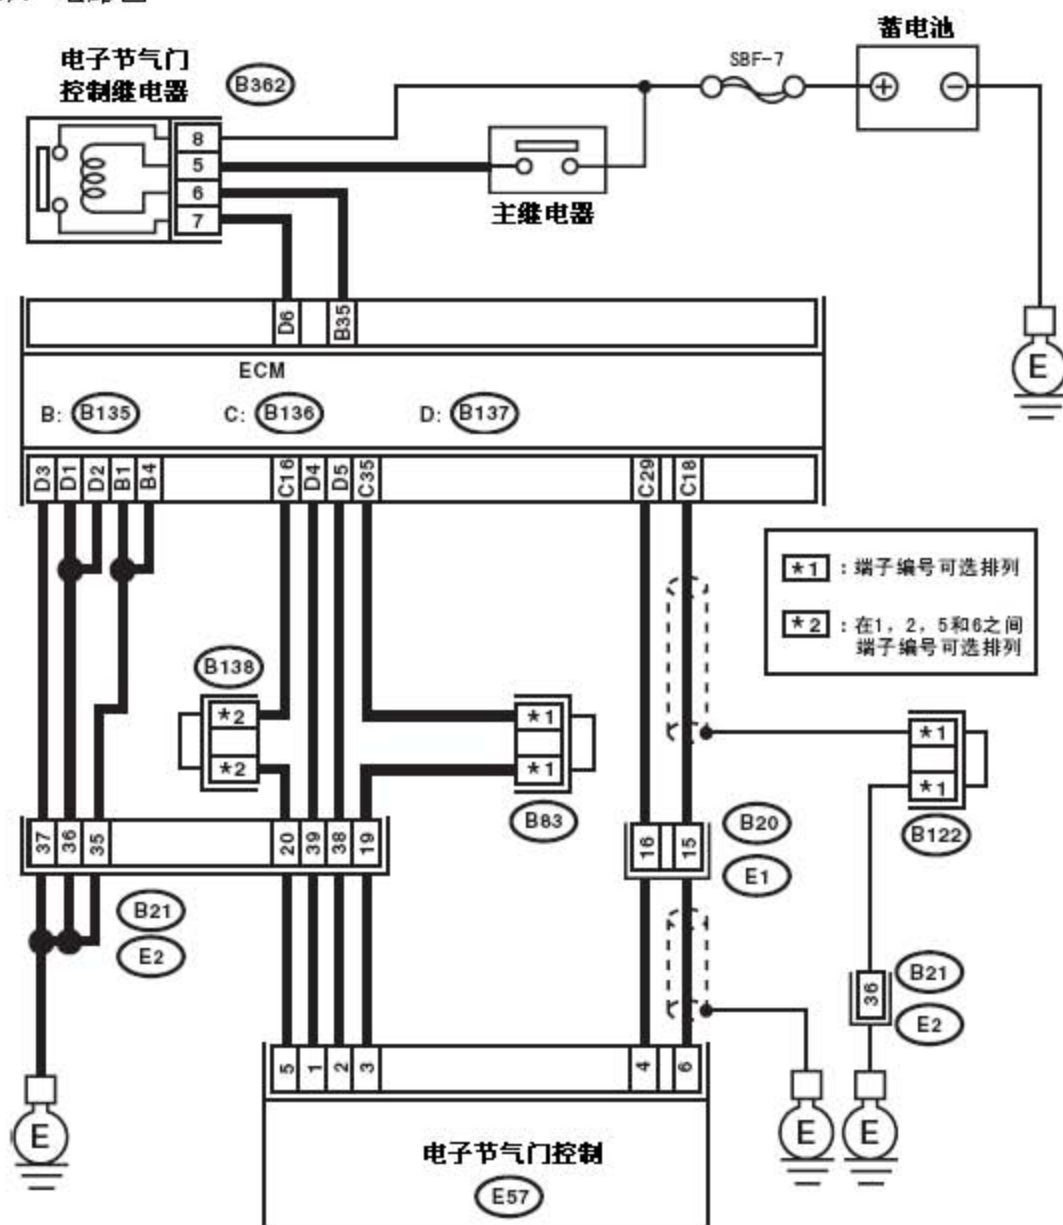 蓄电池
电子节气门
控制继电器
B362
SBF-7
8
5
6
7
主继电器
E
D6
B35
ECM
B: B135
C: B136
D: B137
D3
D1
D2
B1
B4
C16
D4
D5
C35
C29
C18
*1 : 端子编号可选排列
*2 : 在1, 2, 5和6之间
端子编号可选排列
B138
*2
*2
*1
*1
B83
*1
*1
B122
37
36
35
20
39
38
19
16
15
B20
E1
B21
E2
36
B21
E2
5
1
2
3
4
6
E
E
E
电子节气门控制
E57